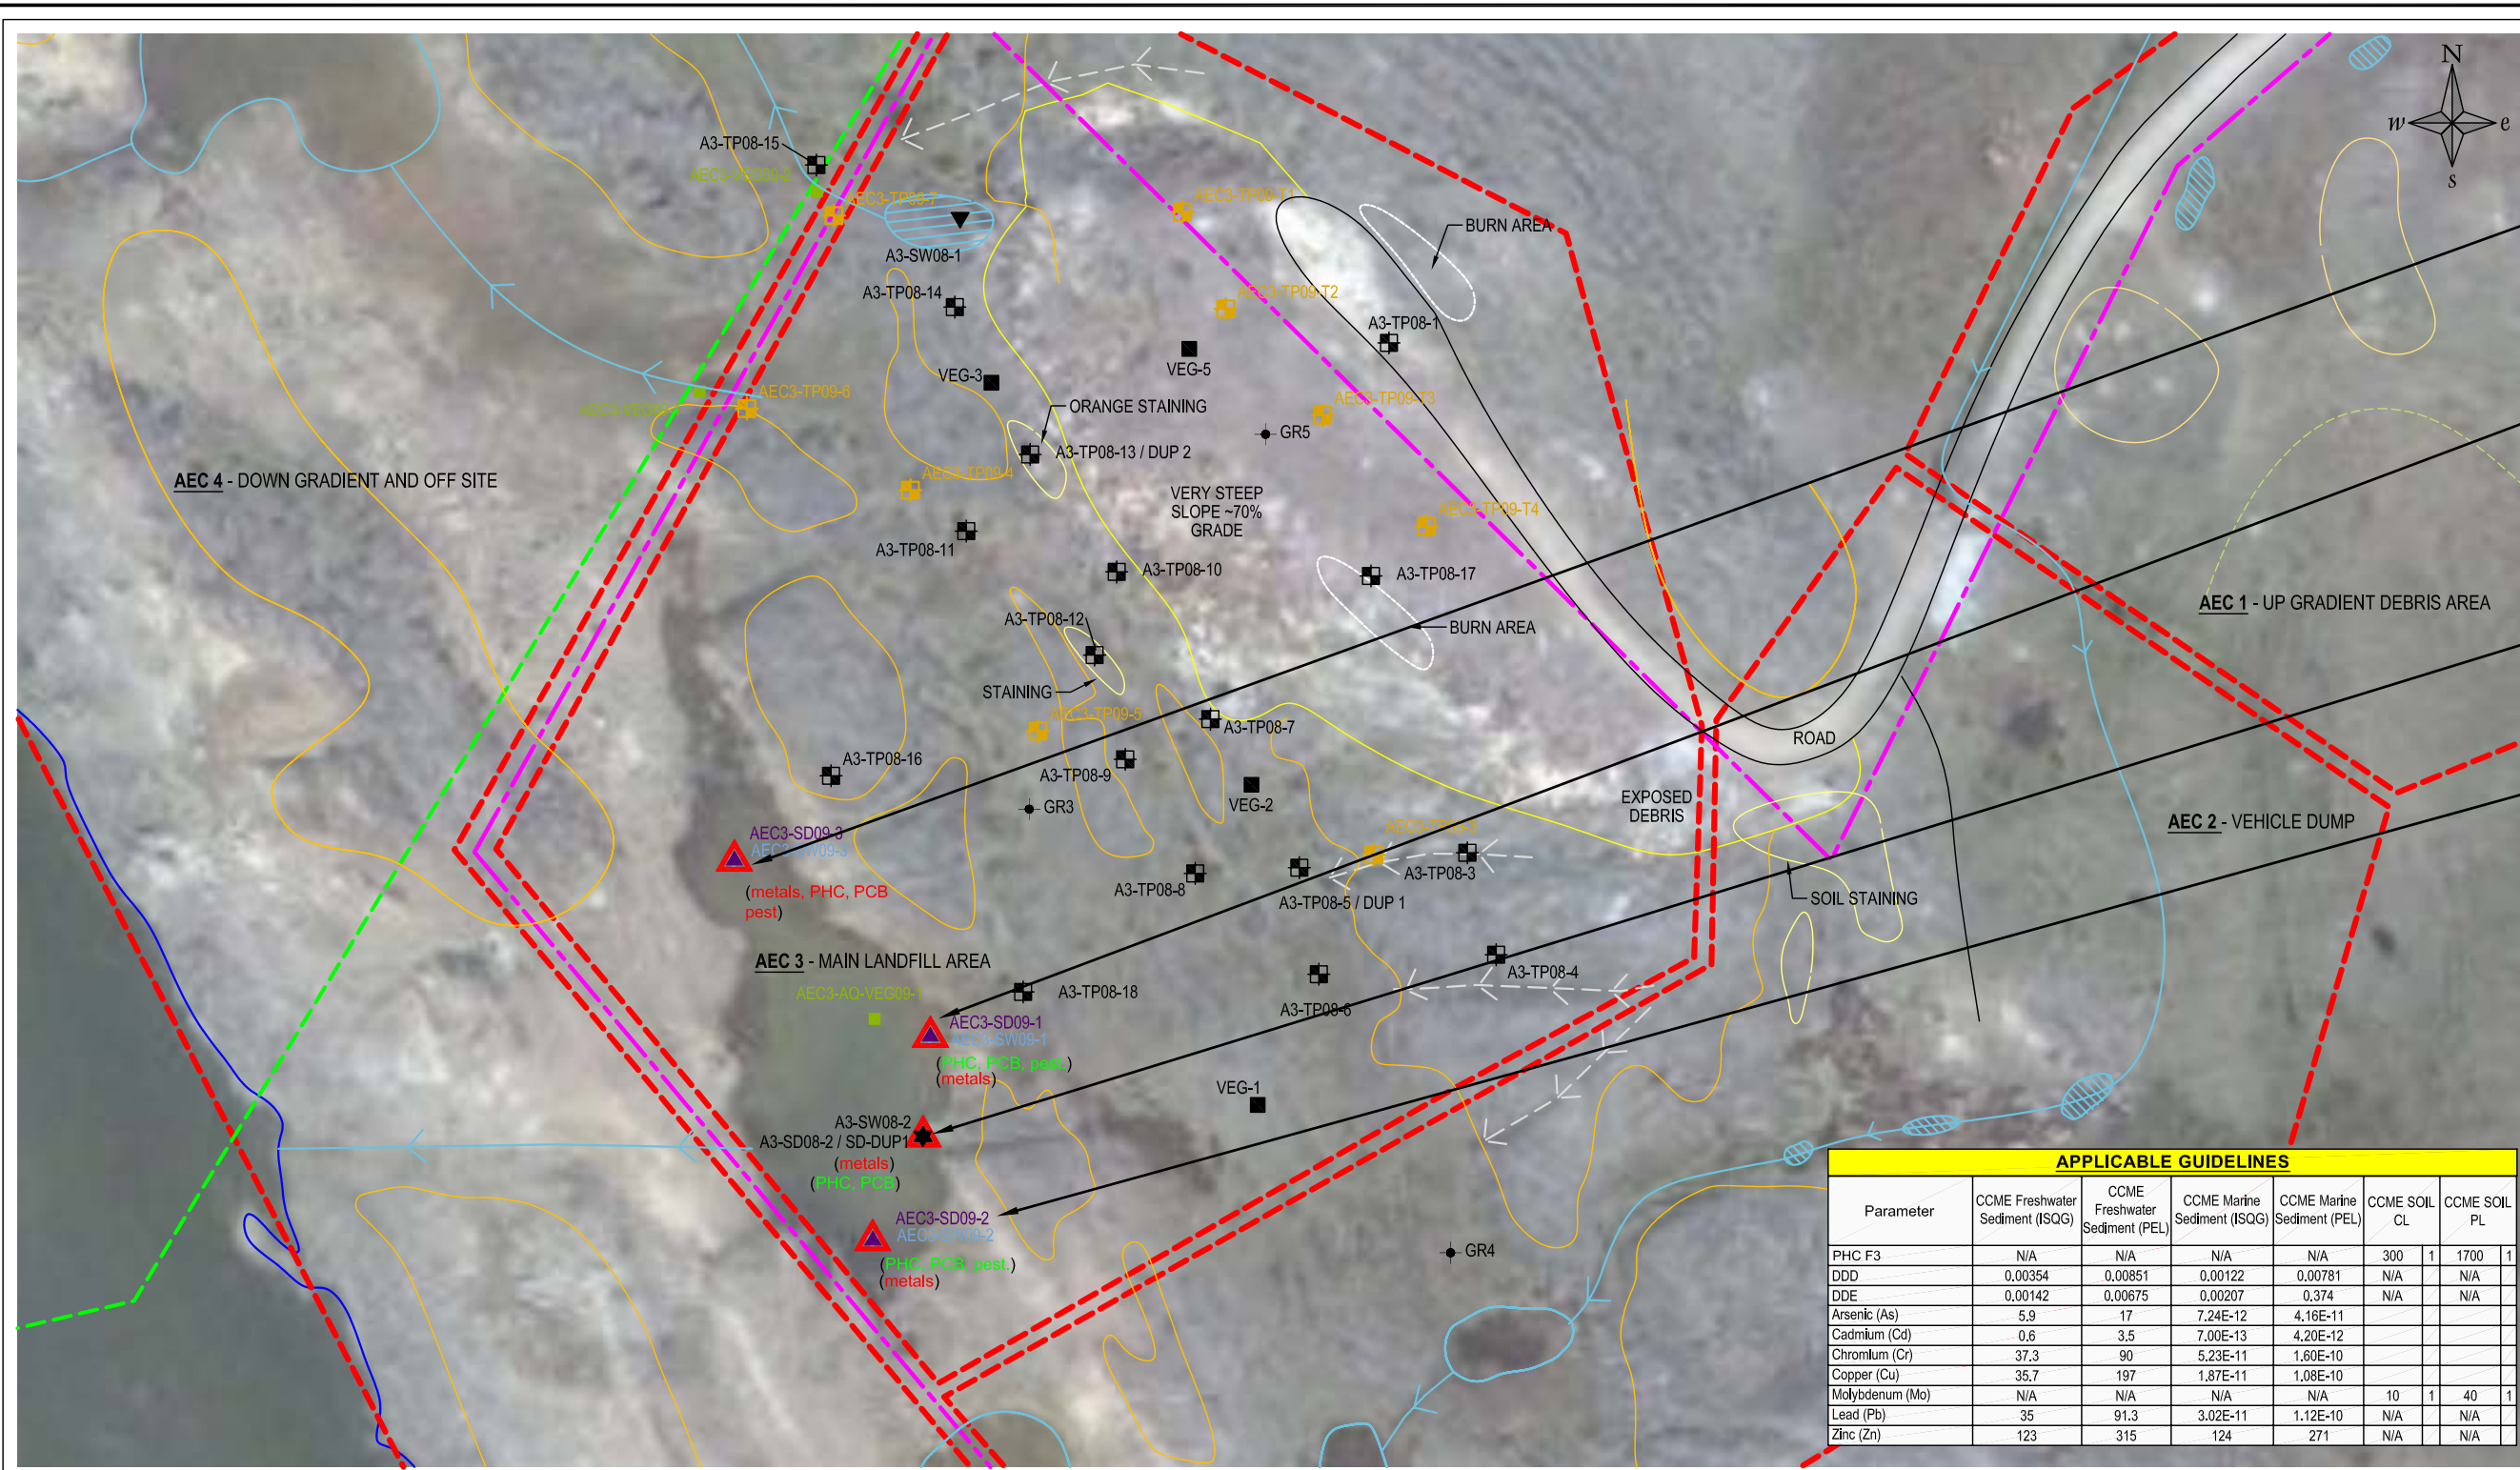 N
w
e
s
A3-TP08-15
AEC3-VEG08-2
AEC3-TP09-7
A3-SW08-1
A3-TP08-14
VEG-3
AEC3-TP09-T1
BURN AREA
AEC3-TP09-T2
A3-TP08-1
VEG-5
AEC3-TP09-6
ORANGE STAINING
AEC3-TP09-T3
GR5
A3-TP08-13 / DUP 2
AEC 4 - DOWN GRADIENT AND OFF SITE
AEC3-TP09-4
VERY STEEP
SLOPE ~70%
GRADE
AEC3-TP09-T4
A3-TP08-11
A3-TP08-10
A3-TP08-17
AEC 1 - UP GRADIENT DEBRIS AREA
A3-TP08-12
BURN AREA
STAINING
AEC3-TP09-5
A3-TP08-7
ROAD
A3-TP08-16
A3-TP08-9
GR3
VEG-2
EXPOSED
DEBRIS
AEC 2 - VEHICLE DUMP
AEC3-SD09-3
AEC3-SW09-3
(metals, PHC, PCB
pest)
A3-TP08-8
A3-TP08-3
A3-TP08-5 / DUP 1
SOIL STAINING
AEC 3 - MAIN LANDFILL AREA
A3-TP08-4
AEC3-AQ-VEG09-1
A3-TP08-18
A3-TP08-6
AEC3-SD09-1
AEC3-SW09-1
(PHC, PCB, pest.)
(metals)
VEG-1
A3-SW08-2
A3-SD08-2 / SD-DUP1
(metals)
(PHC, PCB)
AEC3-SD09-2
AEC3-SW09-2
(PHC, PCB, pest.)
(metals)
GR4
APPLICABLE GUIDELINES
Parameter CCME Freshwater Sediment (ISQG) CCME Freshwater Sediment (PEL) CCME Marine Sediment (ISQG) CCME Marine Sediment (PEL) CCME SOIL CL CCME SOIL PL
PHC F3 N/A N/A N/A N/A 300 1 1700 1
DDD 0.00354 0.00851 0.00122 0.00781 N/A N/A
DDE 0.00142 0.00675 0.00207 0.374 N/A N/A
Arsenic (As) 5.9 17 7.24E-12 4.16E-11
Cadmium (Cd) 0.6 3.5 7.00E-13 4.20E-12
Chromium (Cr) 37.3 90 5.23E-11 1.60E-10
Copper (Cu) 35.7 197 1.87E-11 1.08E-10
Molybdenum (Mo) N/A N/A N/A N/A 10 1 40 1
Lead (Pb) 35 91.3 3.02E-11 1.12E-10 N/A N/A
Zinc (Zn) 123 315 124 271 N/A N/A